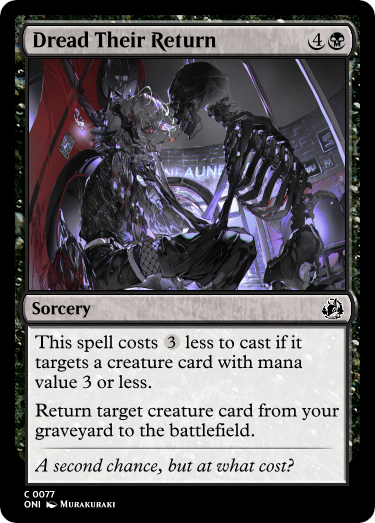 Dread Their Return 4
LAUN
Sorcery
This spell costs 3 less to cast if it
targets a creature card with mana
value 3 or less.
Return target creature card from your
graveyard to the battlefield.
A second chance, but at what cost?
C 0077
ONI Murakuraki